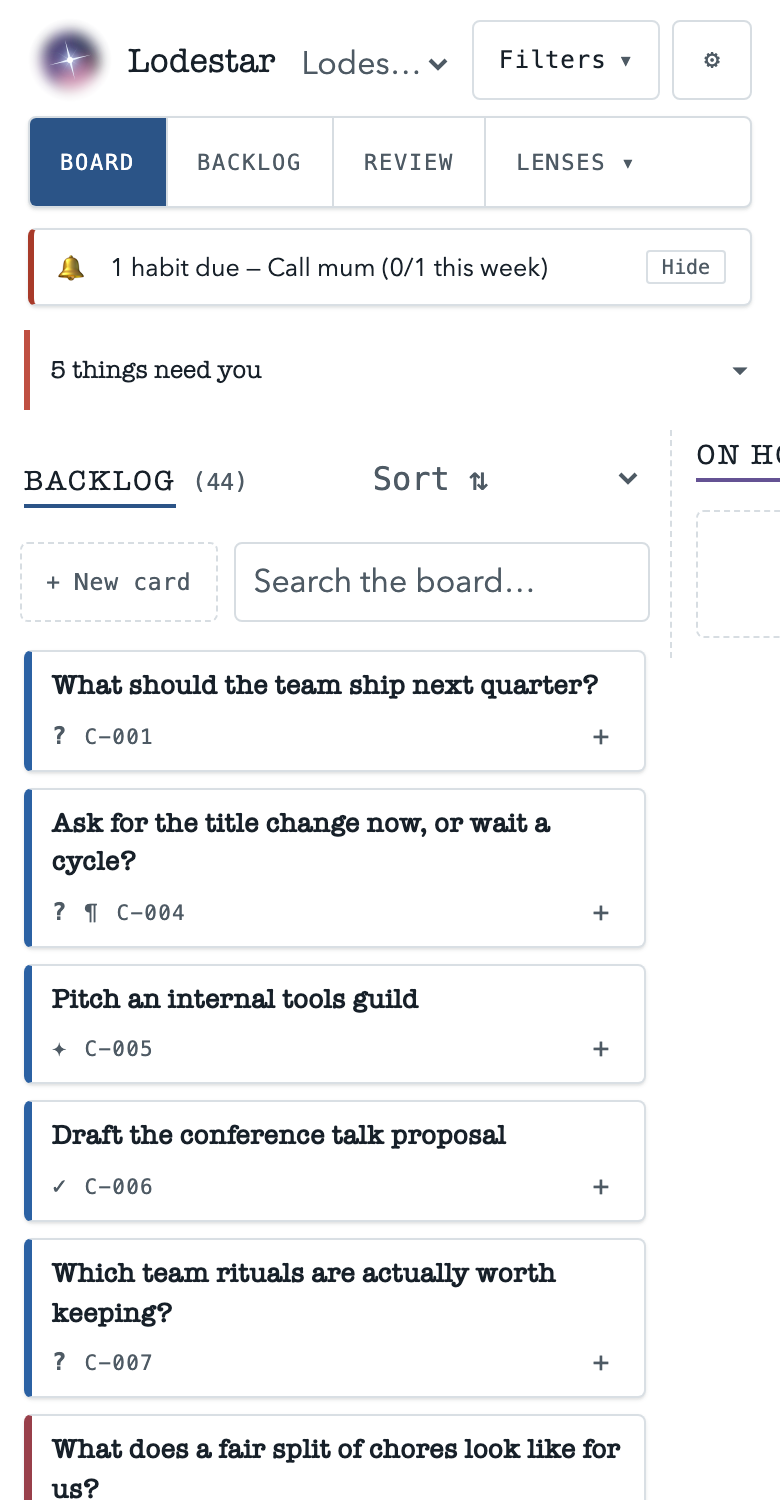 Lodestar Lodes... Filters ▾ ⚙
BOARD BACKLOG REVIEW LENSES ▾
🔔 1 habit due – Call mum (0/1 this week) Hide
5 things need you
BACKLOG (44) Sort ⇅
ON HO
+ New card Search the board...
What should the team ship next quarter?
? C-001 +
Ask for the title change now, or wait a
cycle?
? ¶ C-004 +
Pitch an internal tools guild
✦ C-005 +
Draft the conference talk proposal
✓ C-006 +
Which team rituals are actually worth
keeping?
? C-007 +
What does a fair split of chores look like for
us?